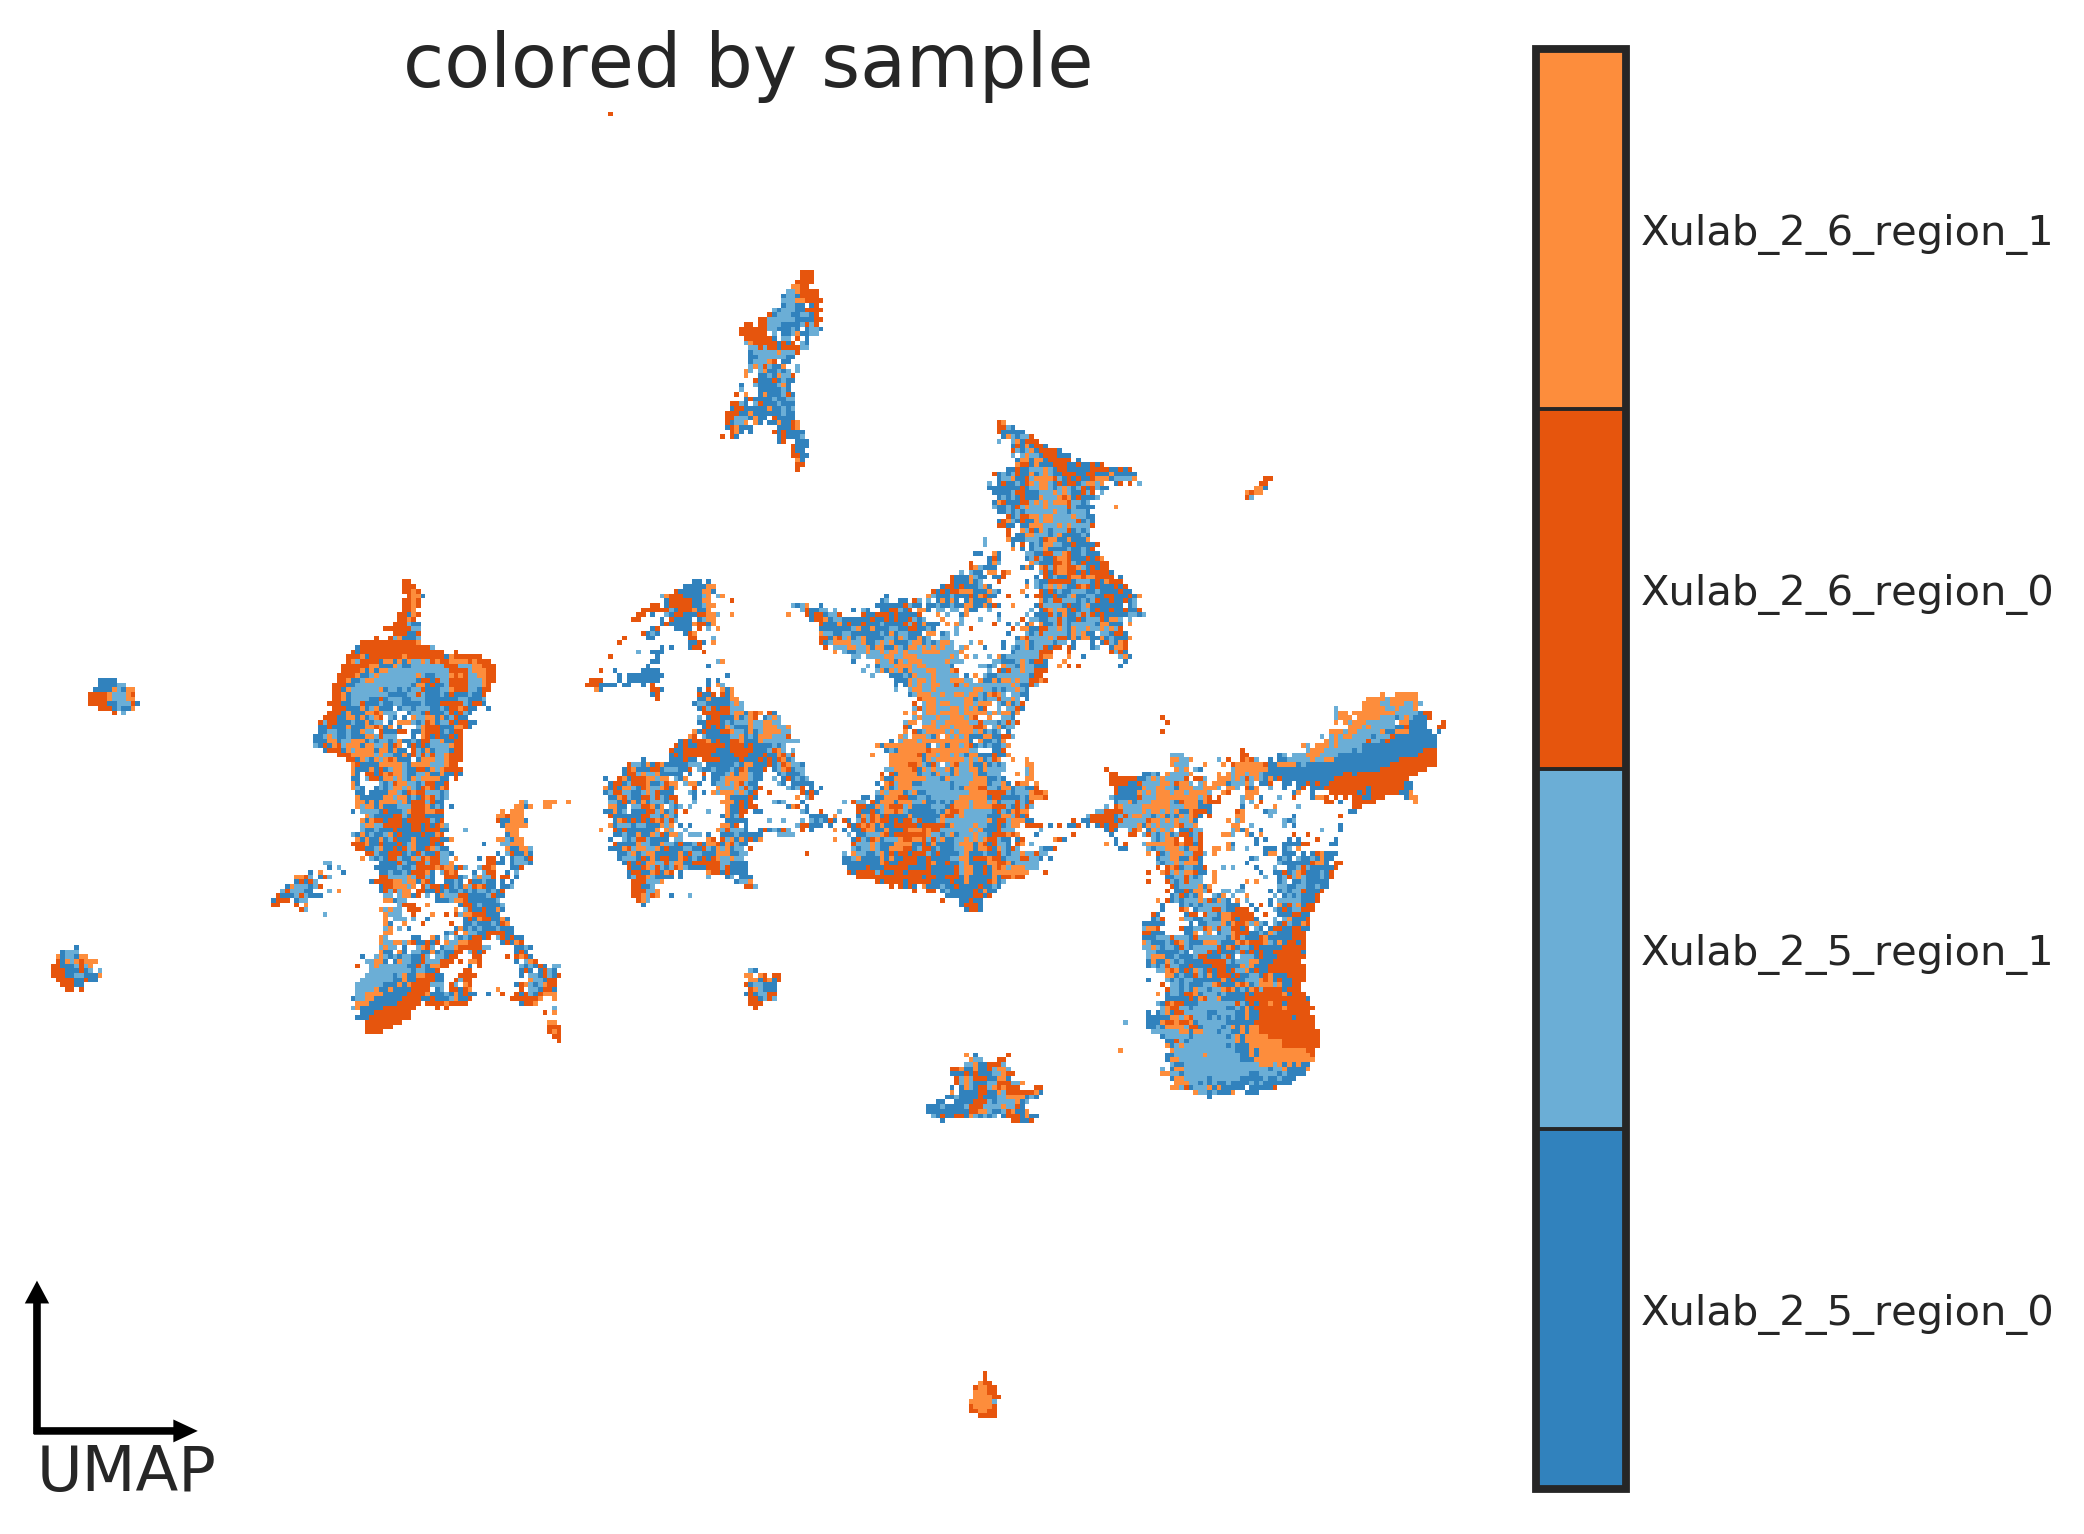 colored by sample
Xulab_2_6_region_1
Xulab_2_6_region_0
Xulab_2_5_region_1
Xulab_2_5_region_0
UMAP